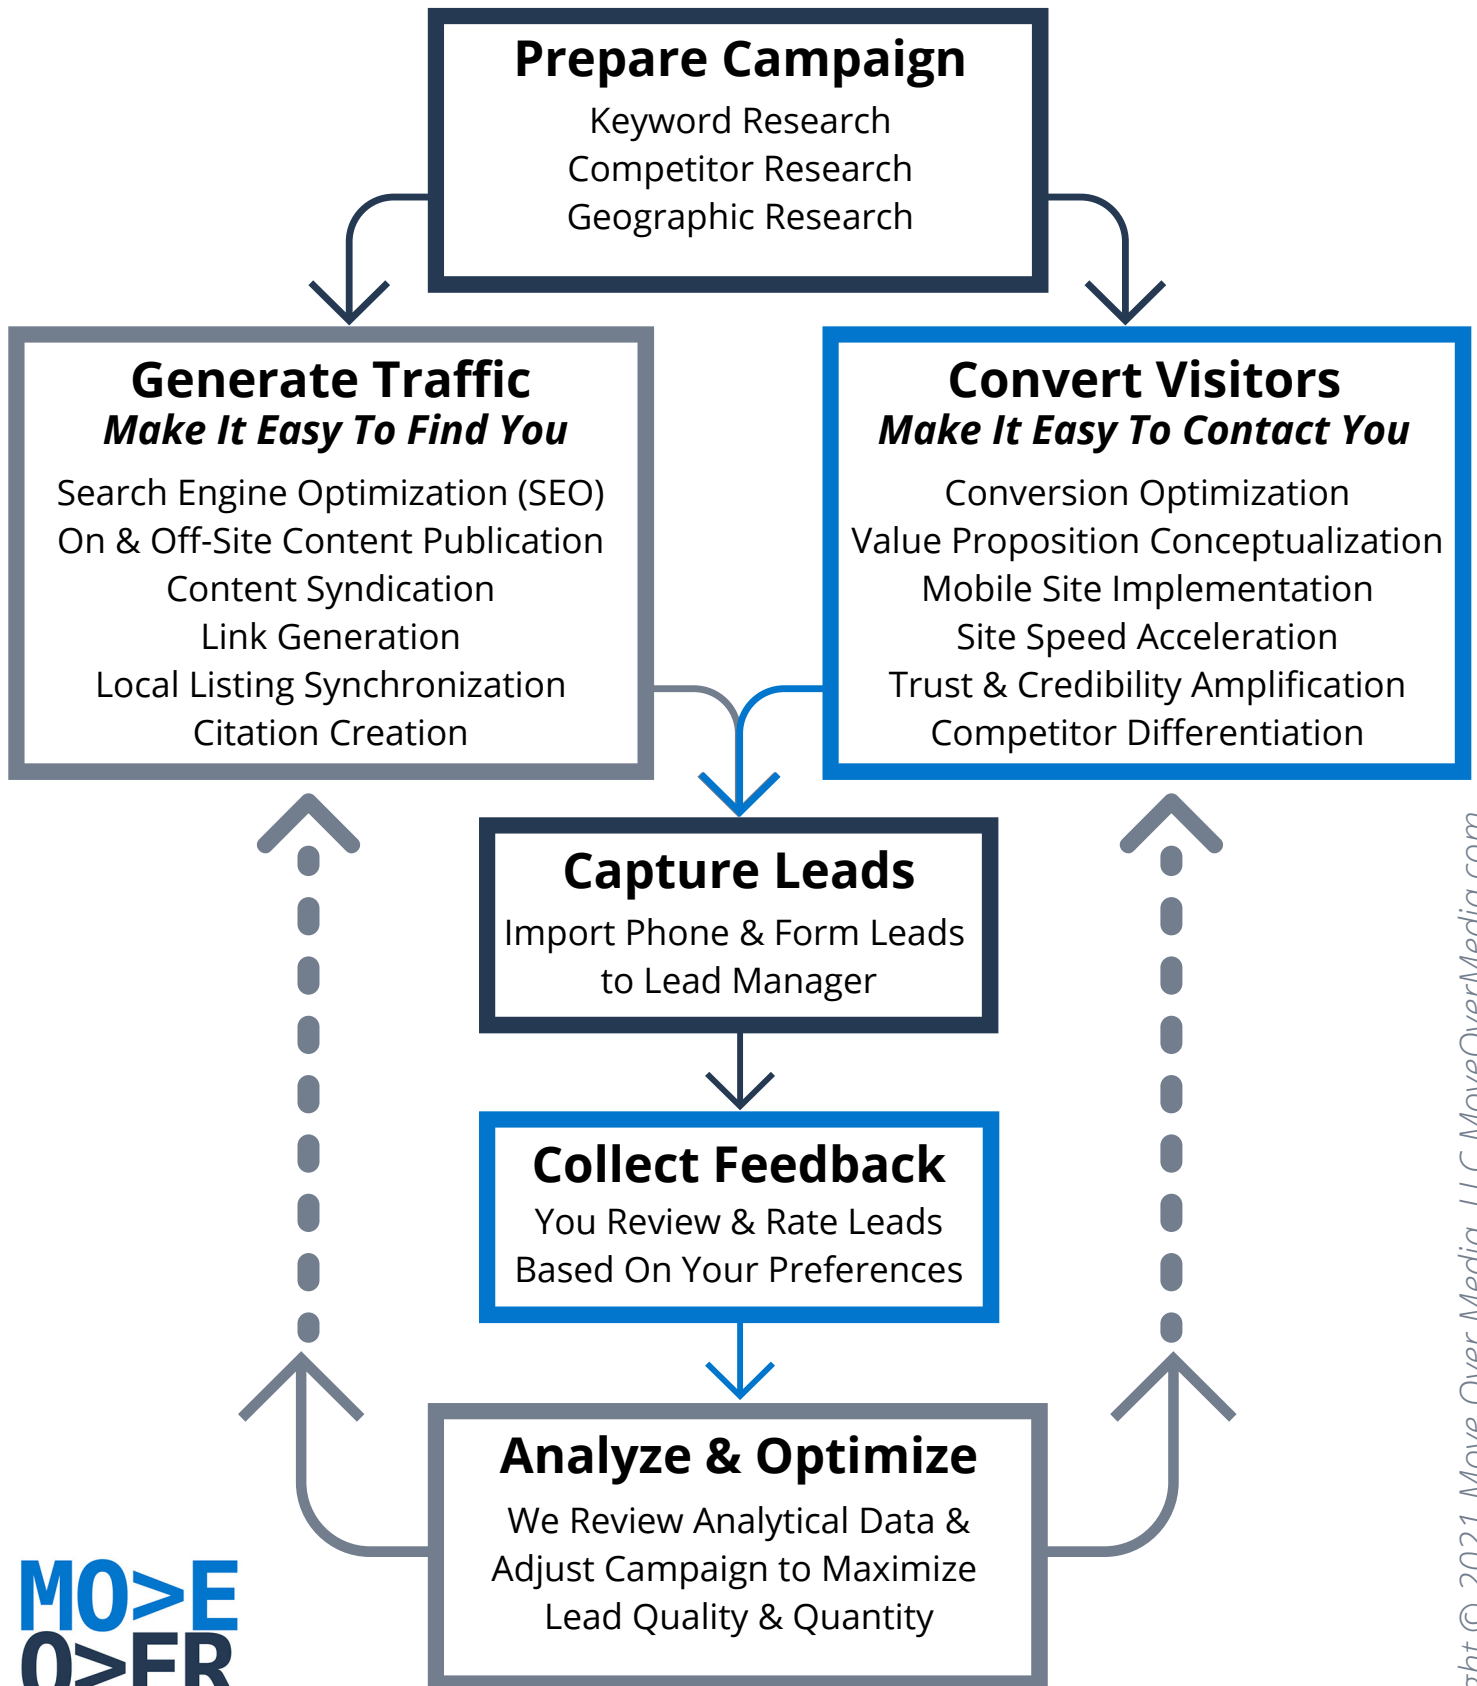 Prepare Campaign
Keyword Research
Competitor Research
Geographic Research
Generate Traffic
Make It Easy To Find You
Search Engine Optimization (SEO)
On & Off-Site Content Publication
Content Syndication
Link Generation
Local Listing Synchronization
Citation Creation
Convert Visitors
Make It Easy To Contact You
Conversion Optimization
Value Proposition Conceptualization
Mobile Site Implementation
Site Speed Acceleration
Trust & Credibility Amplification
Competitor Differentiation
Capture Leads
Import Phone & Form Leads
to Lead Manager
Collect Feedback
You Review & Rate Leads
Based On Your Preferences
Analyze & Optimize
We Review Analytical Data &
Adjust Campaign to Maximize
Lead Quality & Quantity
MO>E
O>ER
© 2021 Move Over Media, LLC MoveOverMedia.com